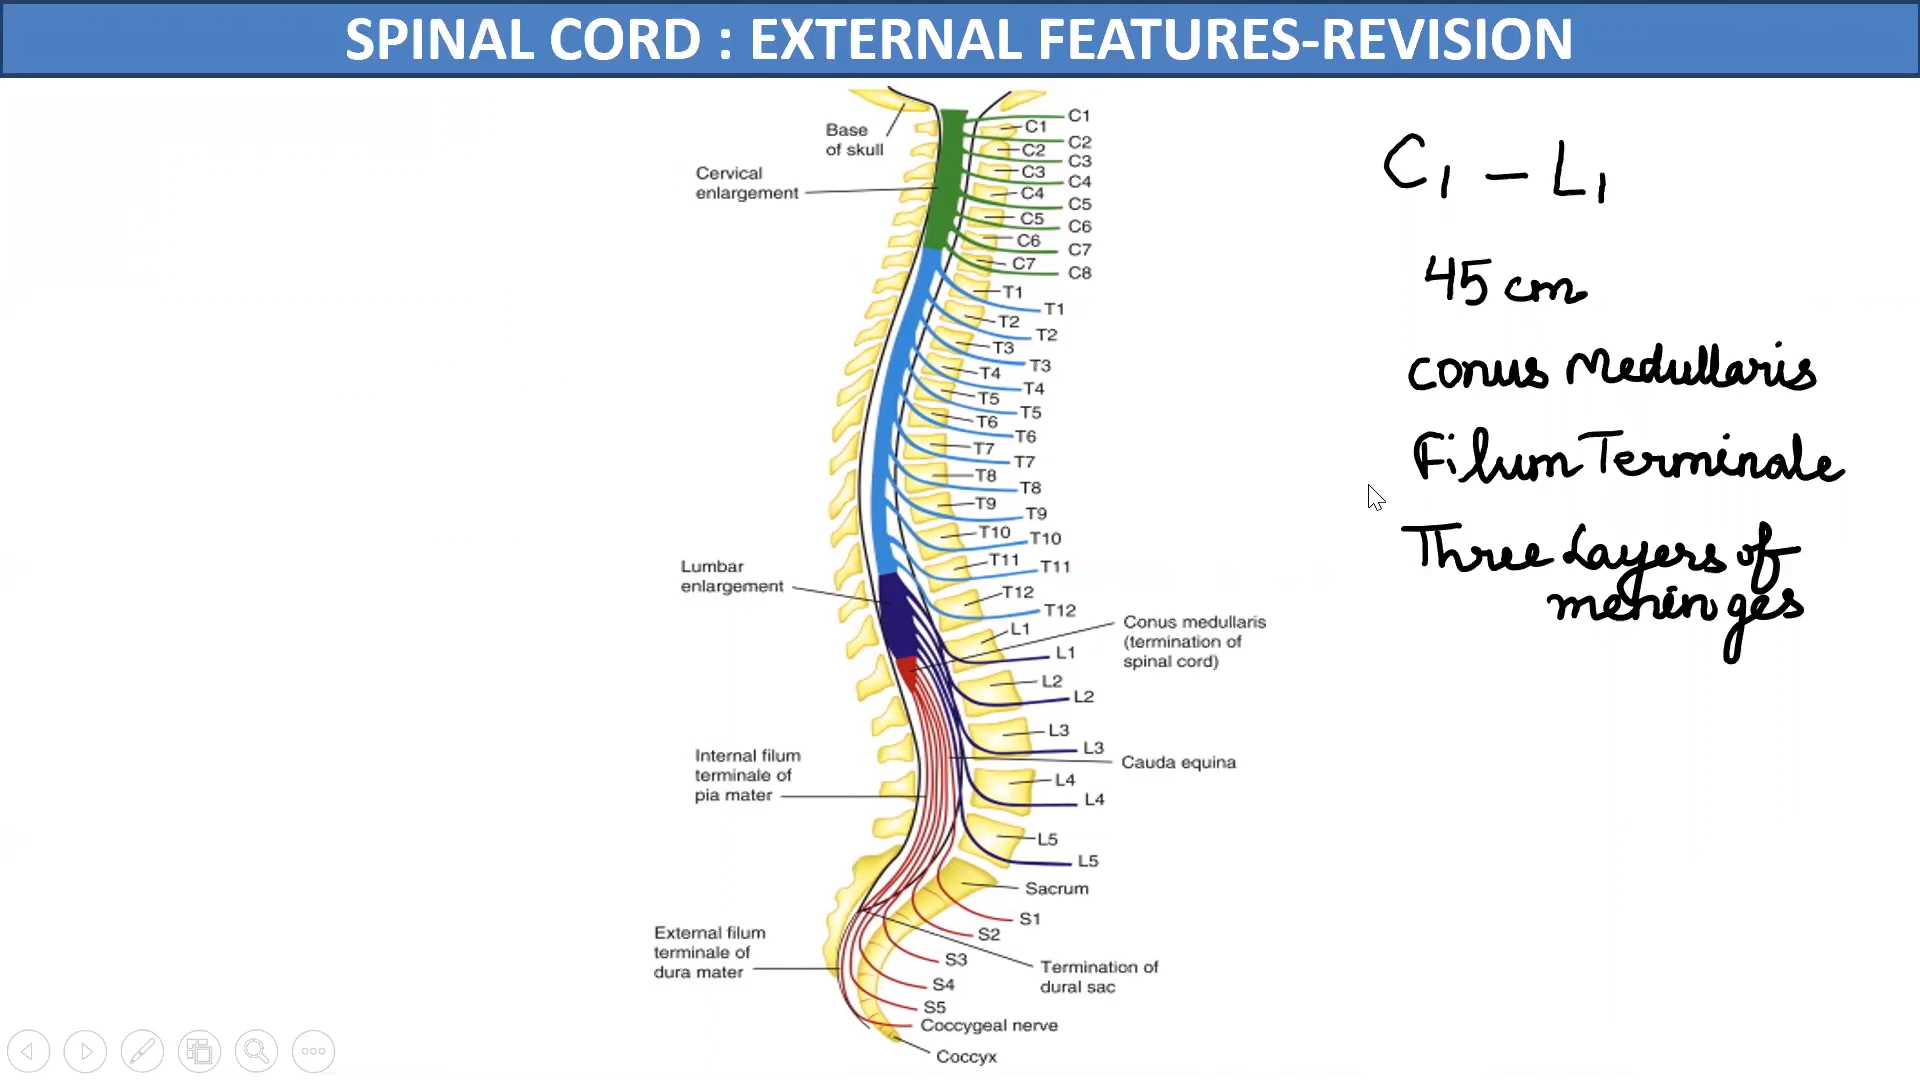 SPINAL CORD : EXTERNAL FEATURES-REVISION
Base
of skull
Cervical
enlargement
Lumbar
enlargement
Internal filum
terminale of
pia mater
External filum
terminale of
dura mater
C1
C2
C3
C4
C5
C6
C7
T1
T2
T3
T4
T5
T6
T7
T8
T9
T10
T11
T12
L1
L2
L3
L4
L5
Sacrum
C1
C2
C3
C4
C5
C6
C7
C8
T1
T2
T3
T4
T5
T6
T7
T8
T9
T10
T11
T12
L1
L2
L3
L4
L5
S1
S2
S3
S4
S5
Coccygeal nerve
Coccyx
Conus medullaris
(termination of
spinal cord)
Cauda equina
Termination of
dural sac
C1 – L1
45 cm
Conus Medullaris
Filum Terminale
Three Layers of
meninges